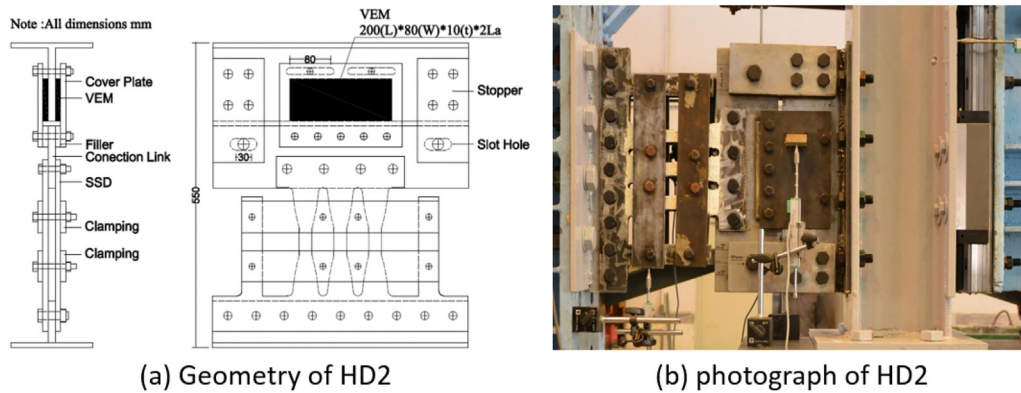 Note :All dimensions mm
VEM
200(L)*80(W)*10(t)*2La
80
Cover Plate
VEM
Stopper
Filler
Conection Link
Slot Hole
30
SSD
550
Clamping
Clamping
(a) Geometry of HD2
(b) photograph of HD2